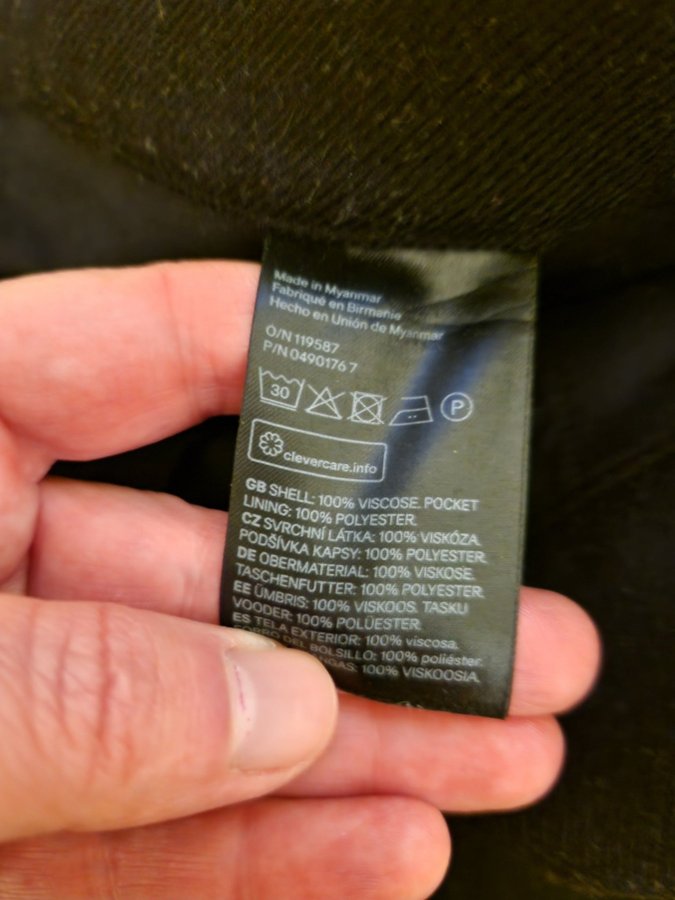 Made in Myanmar
Fabriqué en Birmanie
Hecho en Unión de Myanmar
O/N 119587
P/N 0490176 7
30 P
clevercare.info
GB SHELL: 100% VISCOSE. POCKET
LINING: 100% POLYESTER.
CZ SVRCHNÍ LÁTKA: 100% VISKÓZA.
PODŠÍVKA KAPSY: 100% POLYESTER.
DE OBERMATERIAL: 100% VISKOSE.
TASCHENFUTTER: 100% POLYESTER.
EE ÜMBRIS: 100% VISKOOS. TASKU
VOODER: 100% POLÜESTER.
ES TELA EXTERIOR: 100% viscosa.
DEL BOLSILLO: 100% poliéster.
100% VISKOOSIA.